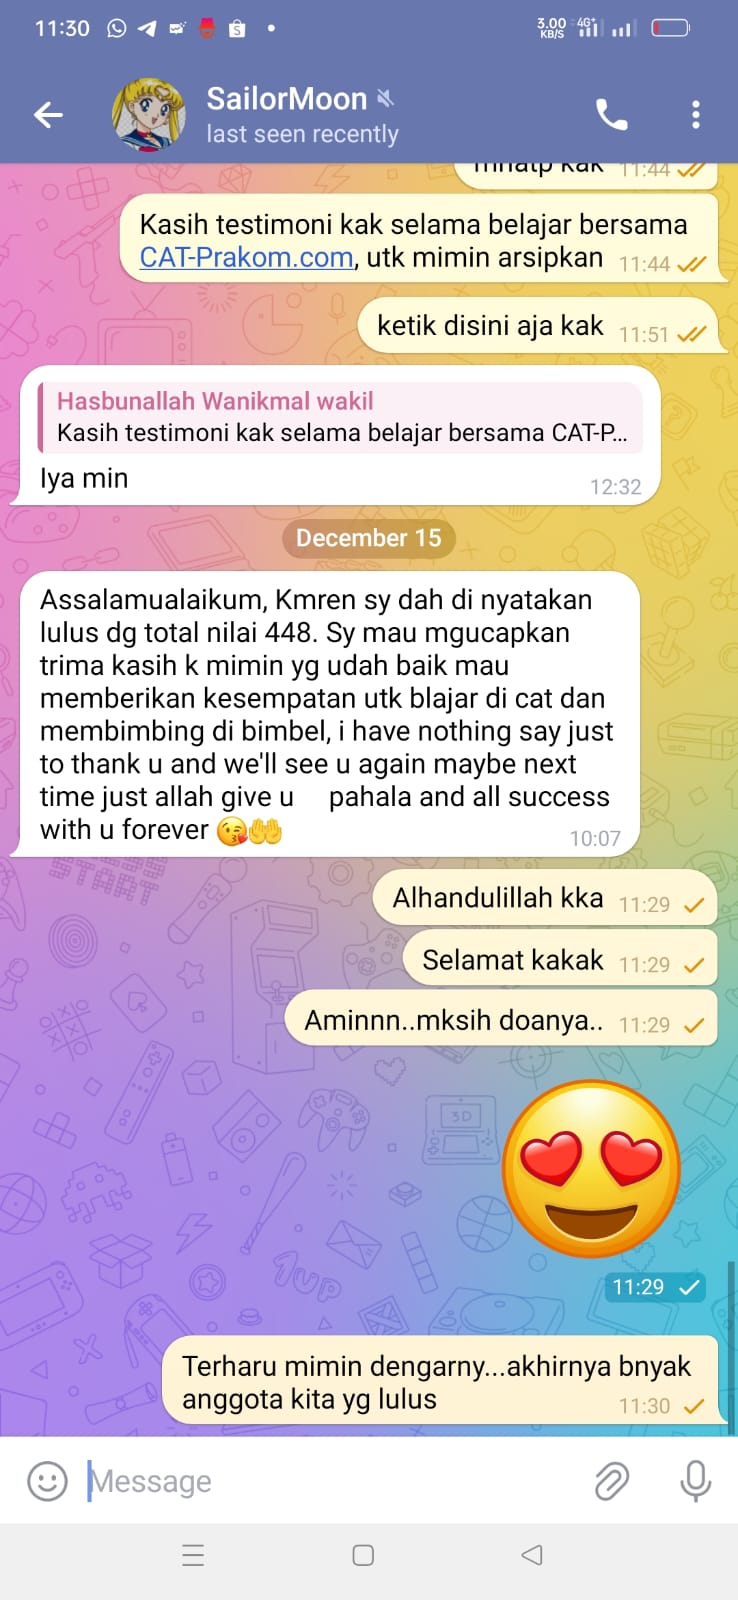 11:30
3.00
KB/S
4G+
SailorMoon
last seen recently
kak 11:44
Kasih testimoni kak selama belajar bersama
CAT-Prakom.com, utk mimin arsipkan 11:44
ketik disini aja kak 11:51
Hasbunallah Wanikmal wakil
Kasih testimoni kak selama belajar bersama CAT-P...
Iya min
12:32
December 15
Assalamualaikum, Kmren sy dah di nyatakan
lulus dg total nilai 448. Sy mau mgucapkan
trima kasih k mimin yg udah baik mau
memberikan kesempatan utk blajar di cat dan
membimbing di bimbel, i have nothing say just
to thank u and we'll see u again maybe next
time just allah give u pahala and all success
with u forever 😘🤲
10:07
START
Alhandulillah kka 11:29
Selamat kakak 11:29
Aminnn..mksih doanya.. 11:29
3D
1UP
11:29
Terharu mimin dengarny...akhirnya bnyak
anggota kita yg lulus 11:30
Message